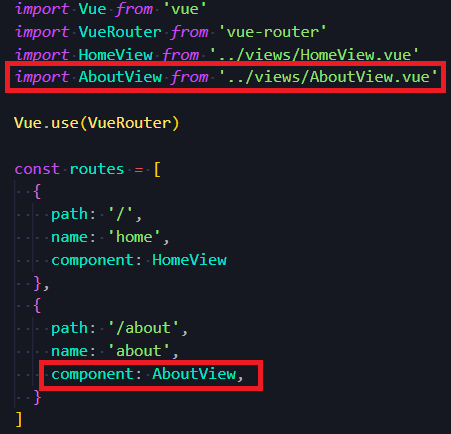 import Vue from 'vue'
import VueRouter from 'vue-router'
import HomeView from '../views/HomeView.vue'
import AboutView from '../views/AboutView.vue'

Vue.use(VueRouter)

const routes = [
  {
    path: '/',
    name: 'home',
    component: HomeView
  },
  {
    path: '/about',
    name: 'about',
    component: AboutView,
  }
]